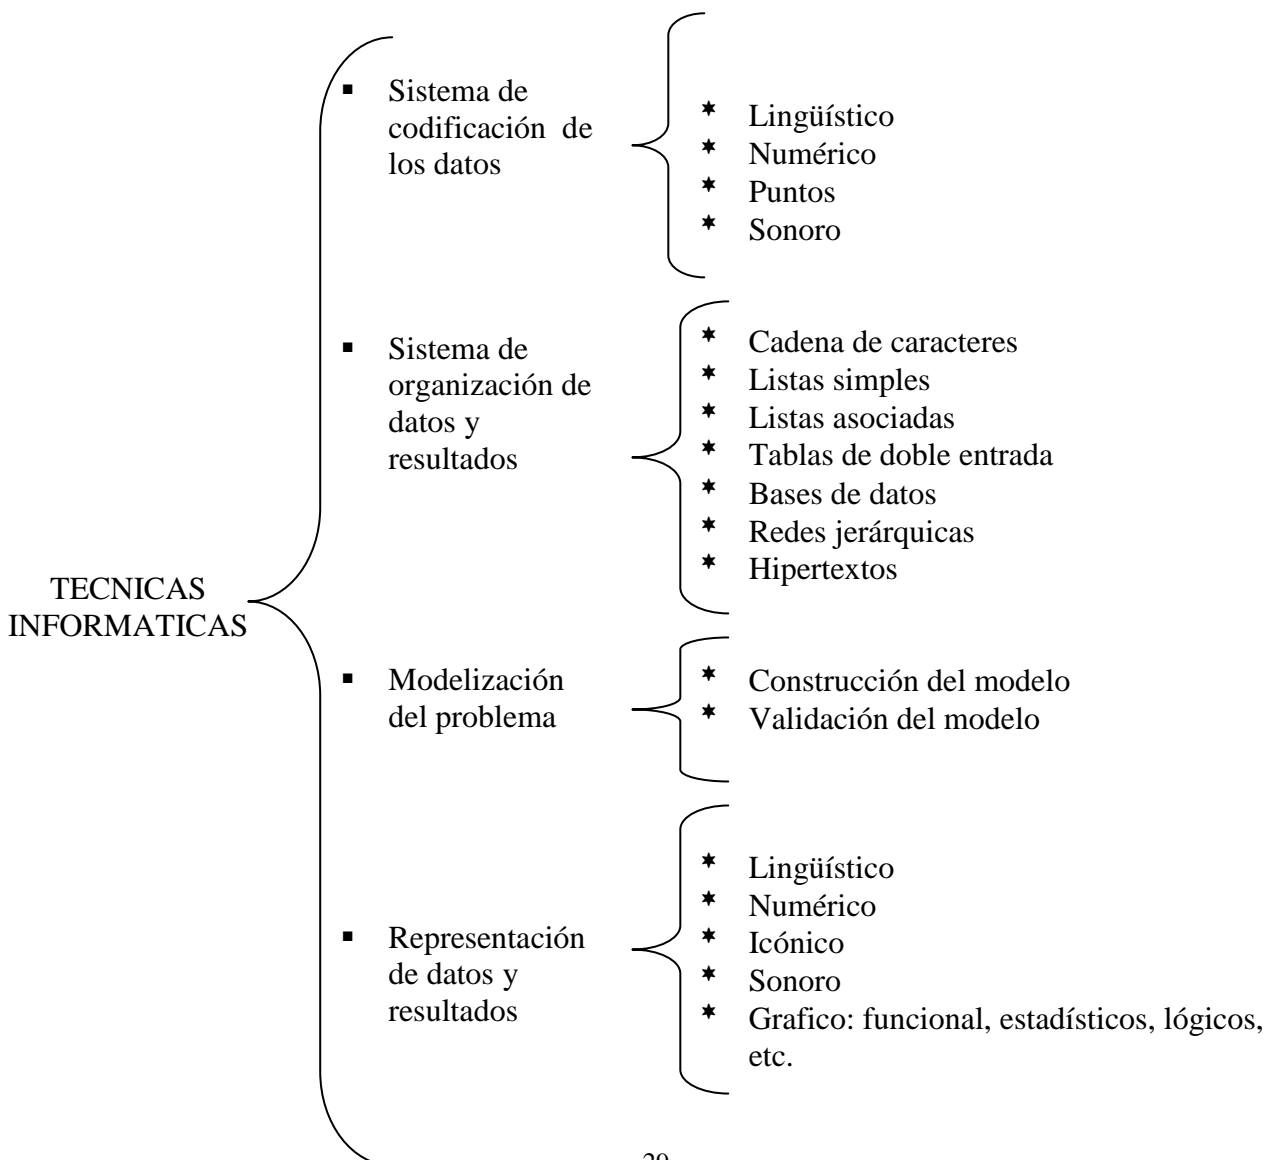 TECNICAS
INFORMATICAS
▪ Sistema de
codificación de
los datos
* Lingüístico
* Numérico
* Puntos
* Sonoro
▪ Sistema de
organización de
datos y
resultados
* Cadena de caracteres
* Listas simples
* Listas asociadas
* Tablas de doble entrada
* Bases de datos
* Redes jerárquicas
* Hipertextos
▪ Modelización
del problema
* Construcción del modelo
* Validación del modelo
▪ Representación
de datos y
resultados
* Lingüístico
* Numérico
* Icónico
* Sonoro
* Grafico: funcional, estadísticos, lógicos,
etc.